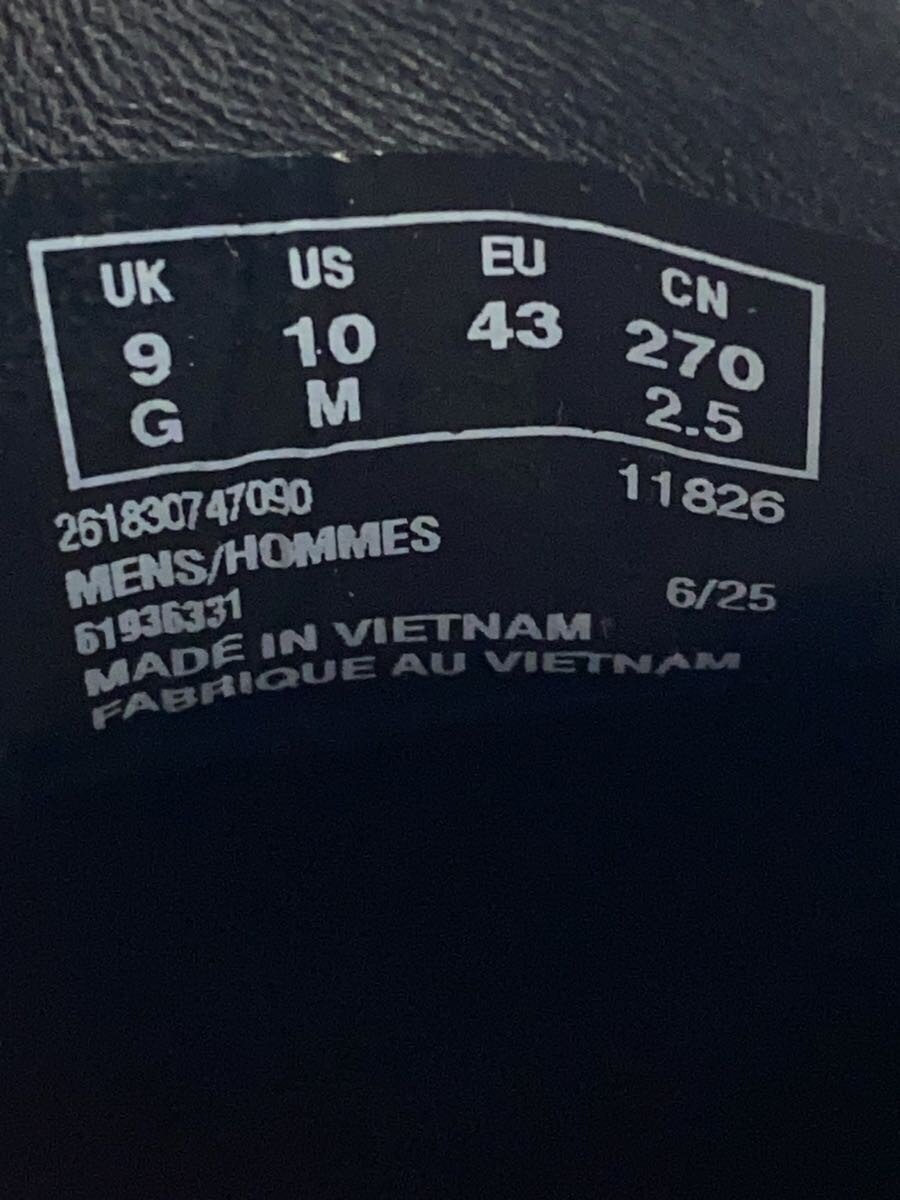 UK US EU CN
9 10 43 270
G M 2.5
261830747090 11826
MENS/HOMMES
61936331 6/25
MADE IN VIETNAM
FABRIQUE AU VIETNAM